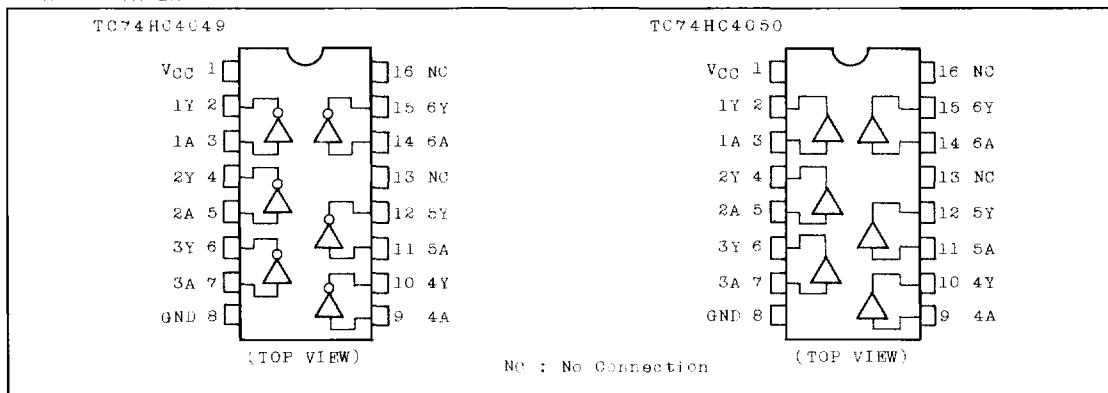 TC74HC4049
VCC 1
1Y 2
1A 3
2Y 4
2A 5
3Y 6
3A 7
GND 8
16 NC
15 6Y
14 6A
13 NC
12 5Y
11 5A
10 4Y
9 4A
(TOP VIEW)
TC74HC4050
VCC 1
1Y 2
1A 3
2Y 4
2A 5
3Y 6
3A 7
GND 8
16 NC
15 6Y
14 6A
13 NC
12 5Y
11 5A
10 4Y
9 4A
(TOP VIEW)
NC : No Connection